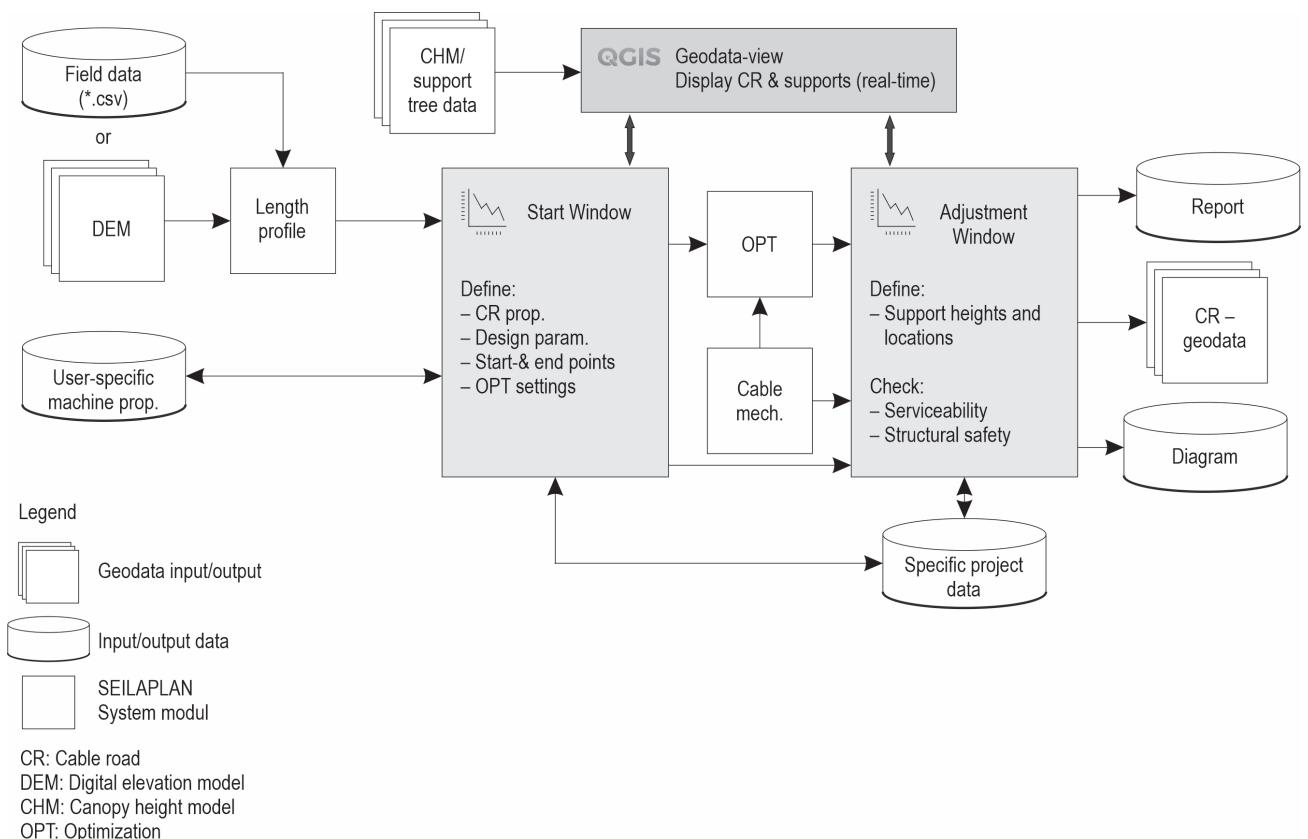 Field data
(*.csv)
or
DEM
Length
profile
User-specific
machine prop.
CHM/
support
tree data
QGIS
Geodata-view
Display CR & supports (real-time)
Start Window
Define:
– CR prop.
– Design param.
– Start-& end points
– OPT settings
OPT
Cable
mech.
Adjustment
Window
Define:
– Support heights and
locations
Check:
– Serviceability
– Structural safety
Report
CR –
geodata
Diagram
Specific project
data
Legend
Geodata input/output
Input/output data
SEILAPLAN
System modul
CR: Cable road
DEM: Digital elevation model
CHM: Canopy height model
OPT: Optimization